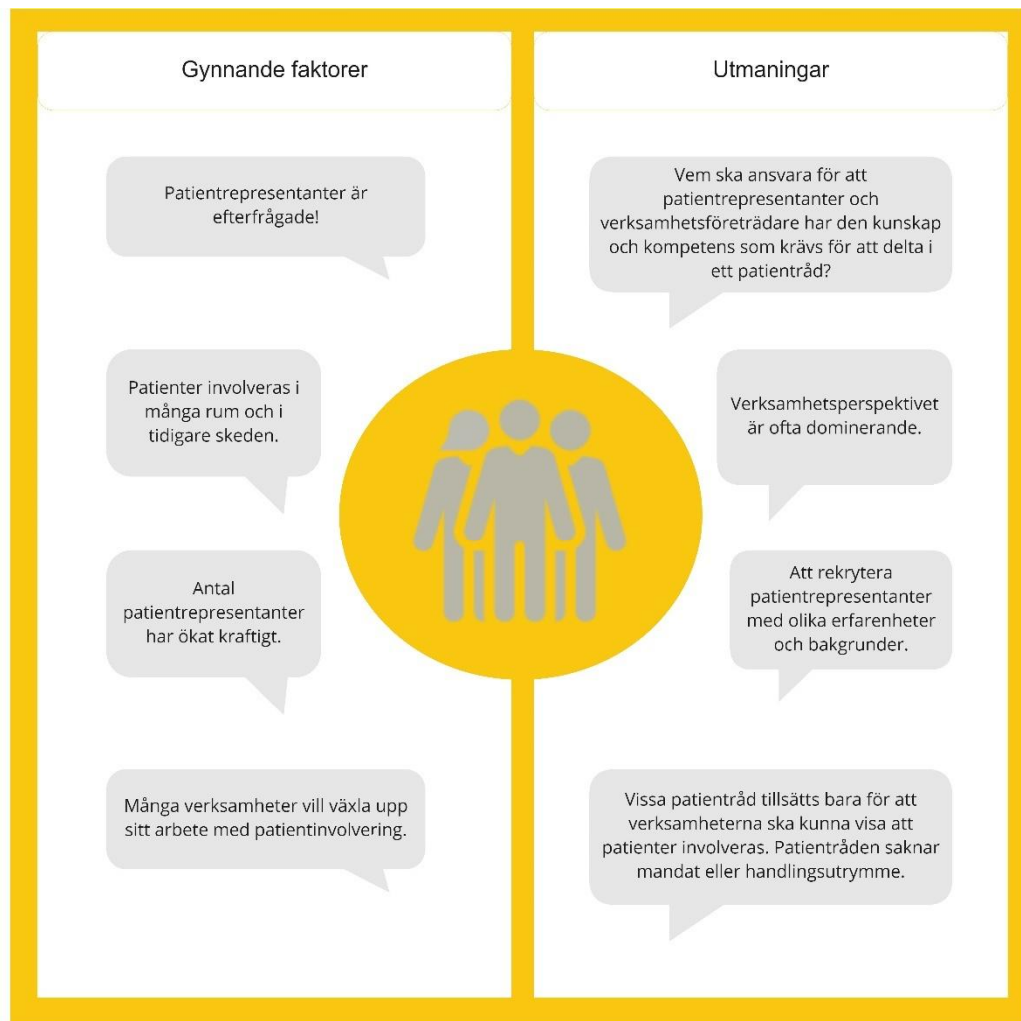 Gynnande faktorer
Patientrepresentanter är
efterfrågade!
Patienter involveras i
många rum och i
tidigare skeden.
Antal
patientrepresentanter
har ökat kraftigt.
Många verksamheter vill växla upp
sitt arbete med patientinvolvering.
Utmaningar
Vem ska ansvara för att
patientrepresentanter och
verksamhetsföreträdare har den kunskap
och kompetens som krävs för att delta i
ett patientråd?
Verksamhetsperspektivet
är ofta dominerande.
Att rekrytera
patientrepresentanter
med olika erfarenheter
och bakgrunder.
Vissa patientråd tillsätts bara för att
verksamheterna ska kunna visa att
patienter involveras. Patientråden saknar
mandat eller handlingsutrymme.